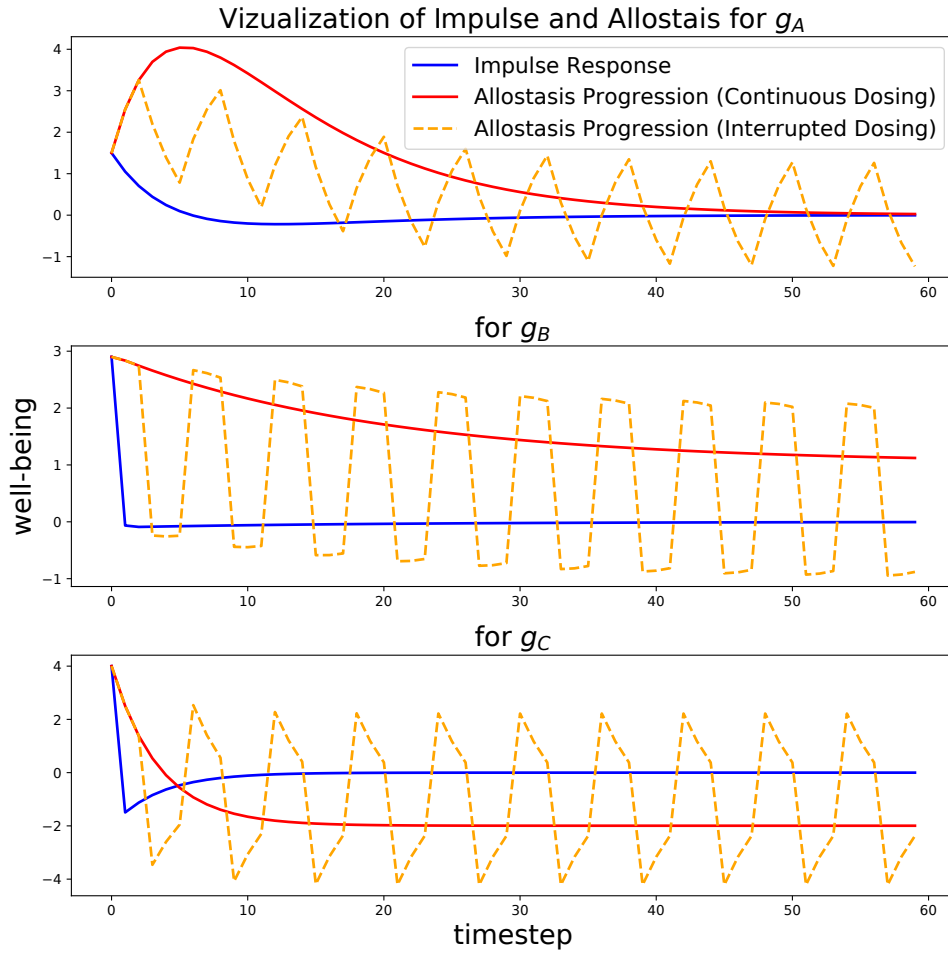 Vizualization of Impulse and Allostais for g_A
4
3
2
1
0
−1
Impulse Response
Allostasis Progression (Continuous Dosing)
Allostasis Progression (Interrupted Dosing)
0 10 20 30 40 50 60
for g_B
well-being
3
2
1
0
−1
0 10 20 30 40 50 60
for g_C
4
2
0
−2
−4
0 10 20 30 40 50 60
timestep